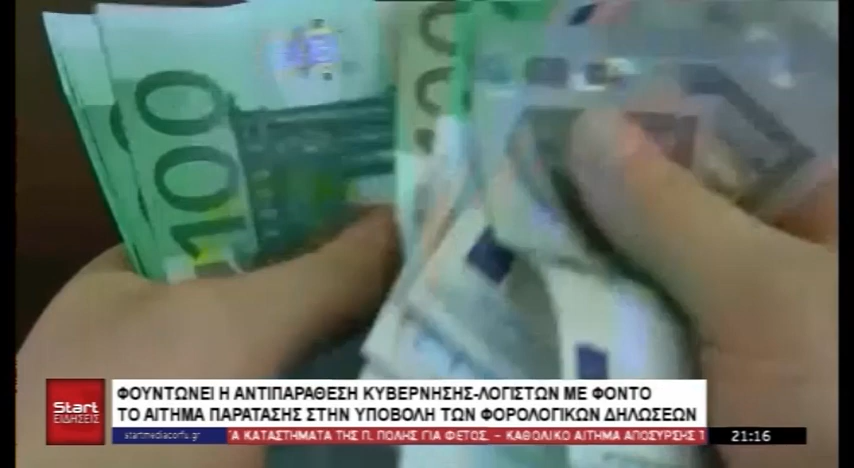 100
ΦΟΥΝΤΩΝΕΙ Η ΑΝΤΙΠΑΡΑΘΕΣΗ ΚΥΒΕΡΝΗΣΗΣ-ΛΟΓΙΣΤΩΝ ΜΕ ΦΟΝΤΟ
ΤΟ ΑΙΤΗΜΑ ΠΑΡΑΤΑΣΗΣ ΣΤΗΝ ΥΠΟΒΟΛΗ ΤΩΝ ΦΟΡΟΛΟΓΙΚΩΝ ΔΗΛΩΣΕΩΝ
Start
ΕΙΔΗΣΕΙΣ
startmediacorfu.gr
Α ΚΑΤΑΣΤΗΜΑΤΑ ΤΗΣ Π. ΠΟΛΗΣ ΓΙΑ ΦΕΤΟΣ. – ΚΑΘΟΛΙΚΟ ΑΙΤΗΜΑ ΑΠΟΣΥΡΣΗΣ
21:16